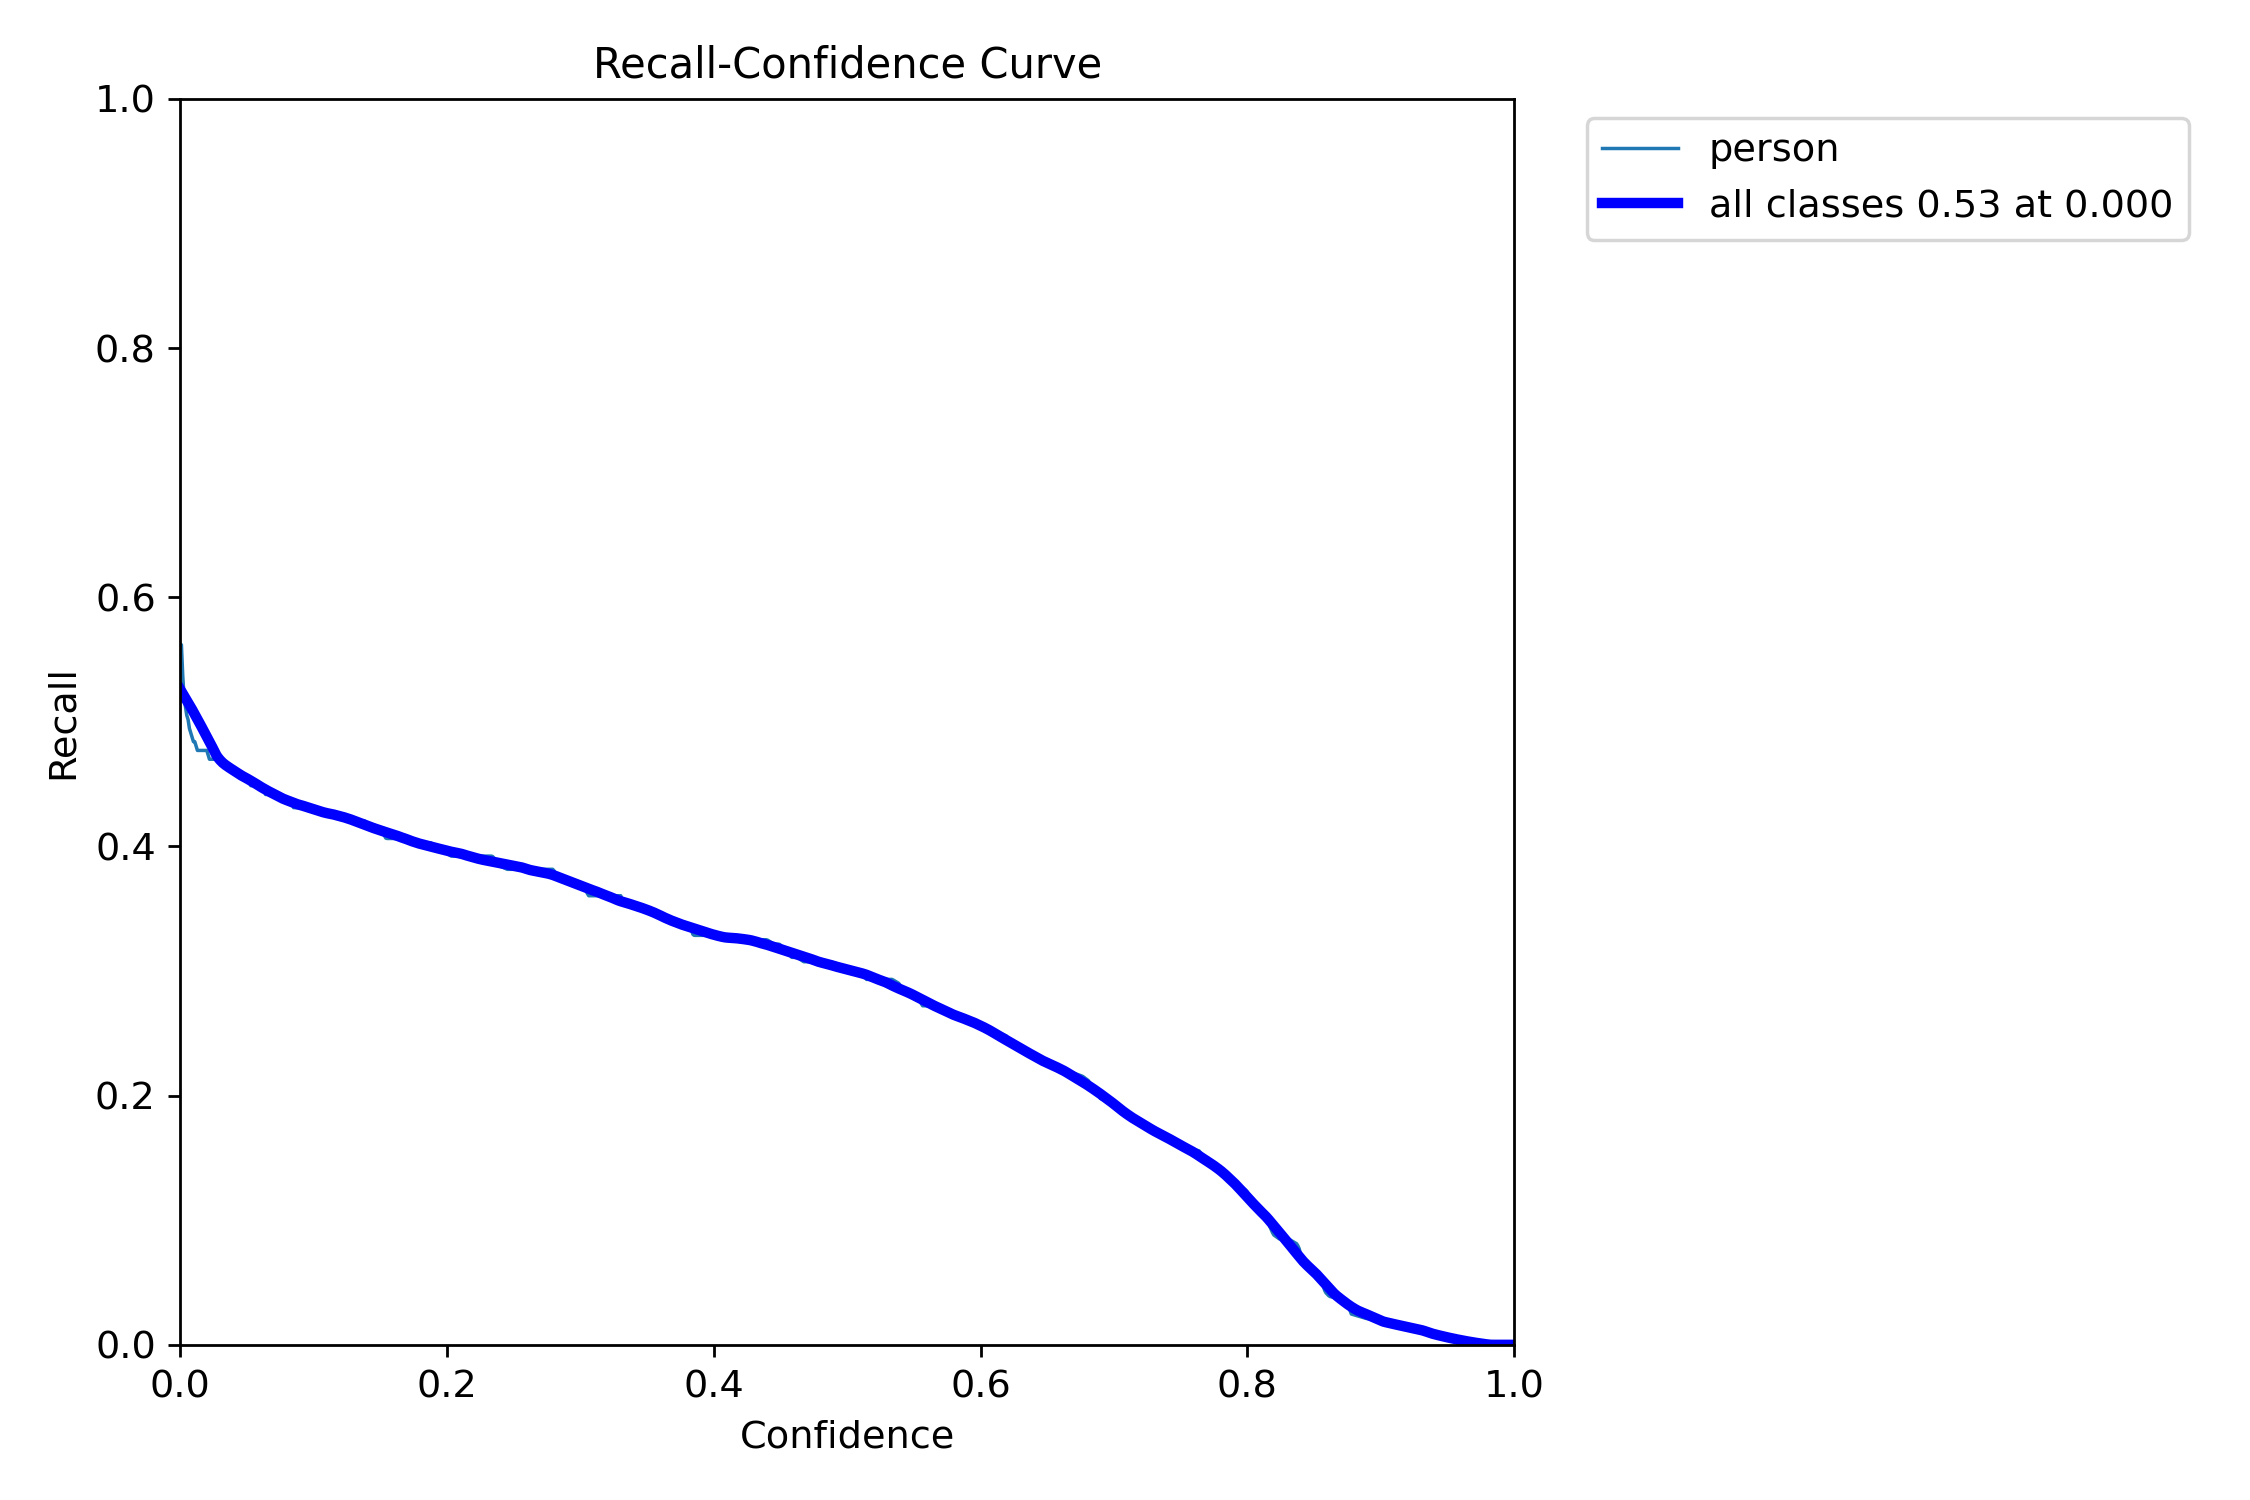 Recall-Confidence Curve
1.0
0.8
0.6
0.4
0.2
0.0
Recall
0.0 0.2 0.4 0.6 0.8 1.0
Confidence
person
all classes 0.53 at 0.000